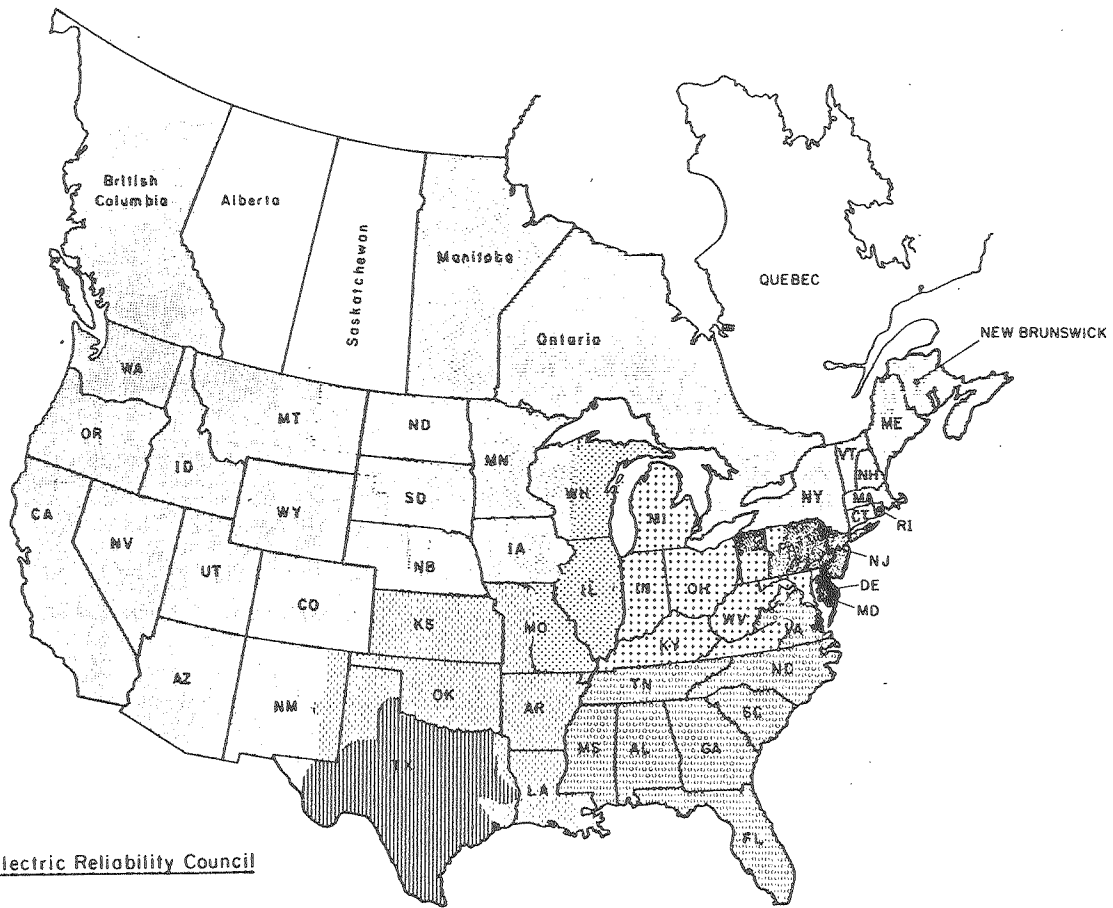 British
Columbia
Alberta
Saskatchewan
Manitoba
Ontario
QUEBEC
NEW BRUNSWICK
WA
MT
ND
MN
OR
ID
SD
WH
MI
NY
VT
NH
ME
MA
CT
RI
CA
NV
WY
IA
NB
UT
CO
IL
IN
OH
NJ
DE
MD
KS
MO
WV
VA
KY
AZ
NM
OK
AR
TN
NC
SC
MS
AL
GA
TX
LA
FL
lectric Reliability Council